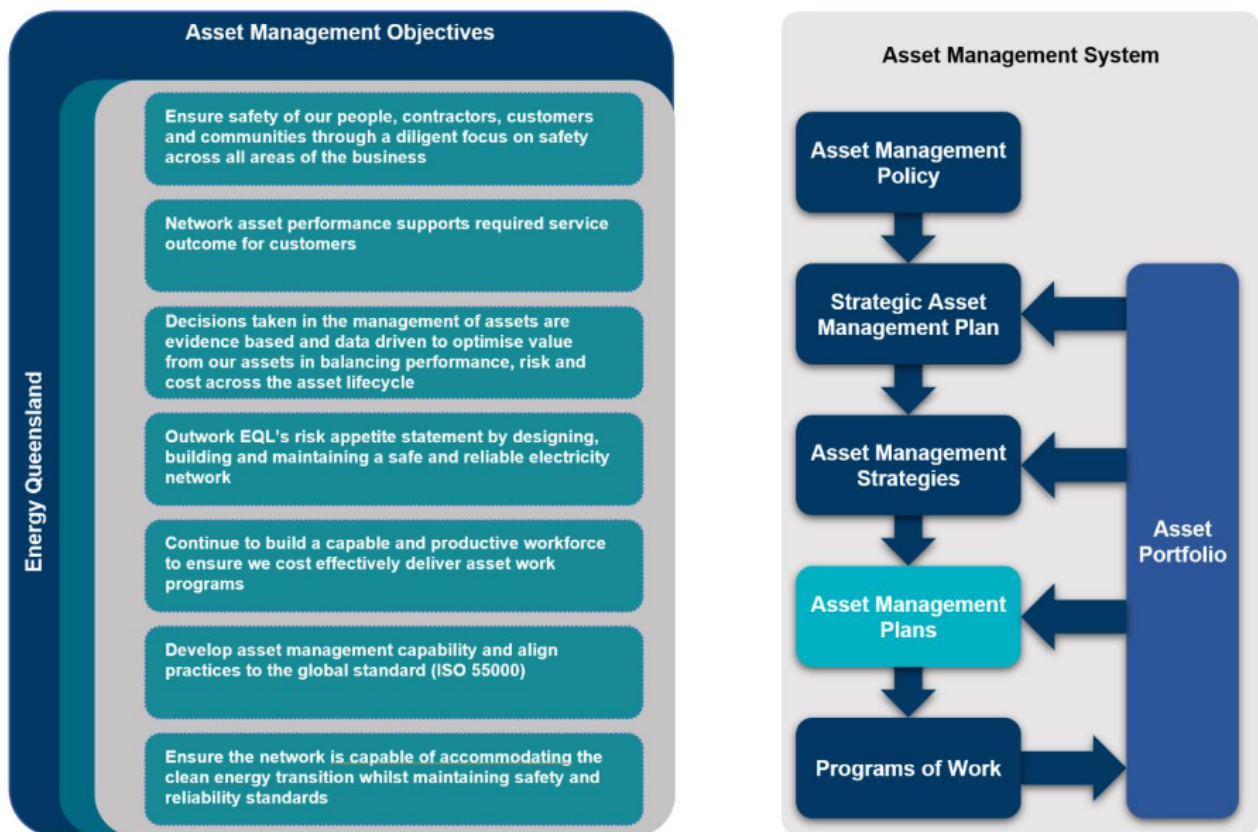 Asset Management Objectives
Energy Queensland
Ensure safety of our people, contractors, customers
and communities through a diligent focus on safety
across all areas of the business
Network asset performance supports required service
outcome for customers
Decisions taken in the management of assets are
evidence based and data driven to optimise value
from our assets in balancing performance, risk and
cost across the asset lifecycle
Outwork EQL's risk appetite statement by designing,
building and maintaining a safe and reliable electricity
network
Continue to build a capable and productive workforce
to ensure we cost effectively deliver asset work
programs
Develop asset management capability and align
practices to the global standard (ISO 55000)
Ensure the network is capable of accommodating the
clean energy transition whilst maintaining safety and
reliability standards
Asset Management System
Asset Management
Policy
Strategic Asset
Management Plan
Asset Management
Strategies
Asset Management
Plans
Programs of Work
Asset
Portfolio